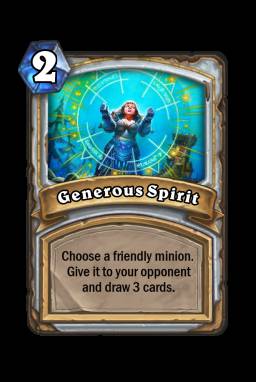 2
Generous Spirit
Choose a friendly minion.
Give it to your opponent
and draw 3 cards.